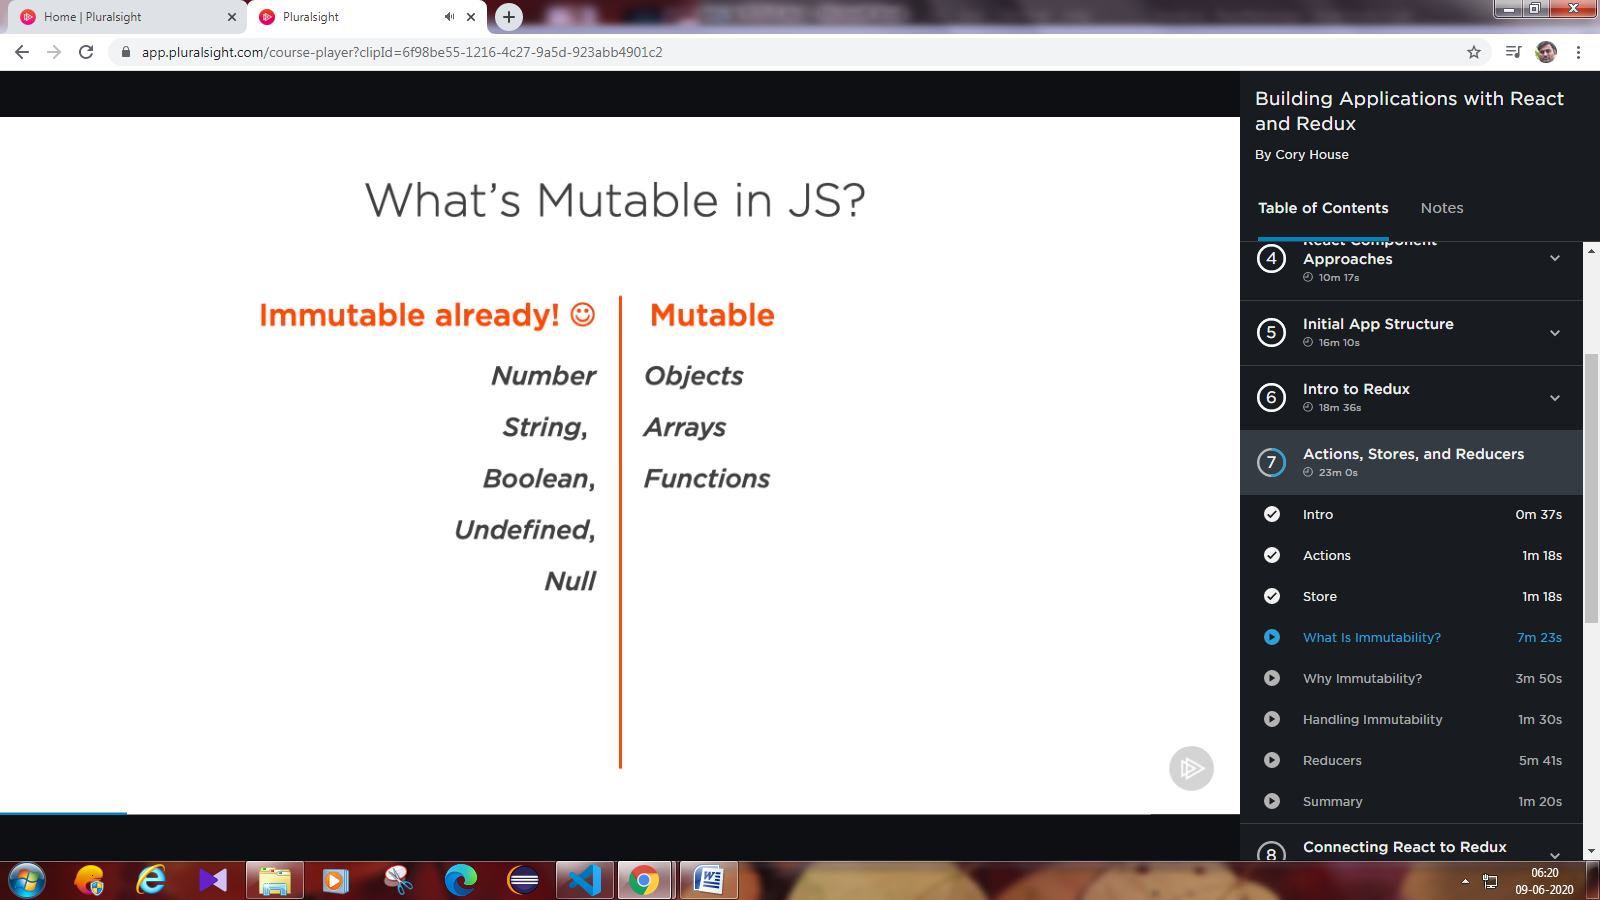 Home | Pluralsight
Pluralsight
app.pluralsight.com/course-player?clipId=6f98be55-1216-4c27-9a5d-923abb4901c2
What's Mutable in JS?
Immutable already! ☺
Mutable
Number
Objects
String,
Arrays
Boolean,
Functions
Undefined,
Null
Building Applications with React
and Redux
By Cory House
Table of Contents
Notes
4
React Component
Approaches
10m 17s
5
Initial App Structure
16m 10s
6
Intro to Redux
18m 36s
7
Actions, Stores, and Reducers
23m 0s
Intro 0m 37s
Actions 1m 18s
Store 1m 18s
What Is Immutability? 7m 23s
Why Immutability? 3m 50s
Handling Immutability 1m 30s
Reducers 5m 41s
Summary 1m 20s
8
Connecting React to Redux
06:20
09-06-2020